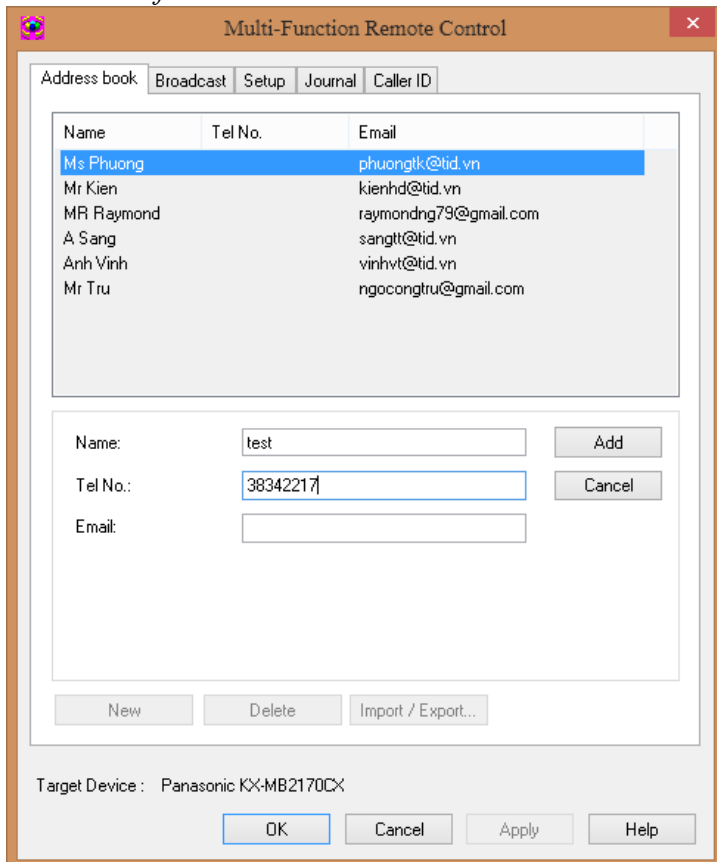 Multi-Function Remote Control
Address book Broadcast Setup Journal Caller ID
Name Tel No. Email
Ms Phuong phuongtk@tid.vn
Mr Kien kienhd@tid.vn
MR Raymond raymondng79@gmail.com
A Sang sangtt@tid.vn
Anh Vinh vinhvt@tid.vn
Mr Tru ngocongtru@gmail.com
Name: test Add
Tel No.: 38342217 Cancel
Email:
New Delete Import / Export...
Target Device : Panasonic KX-MB2170CX
OK Cancel Apply Help